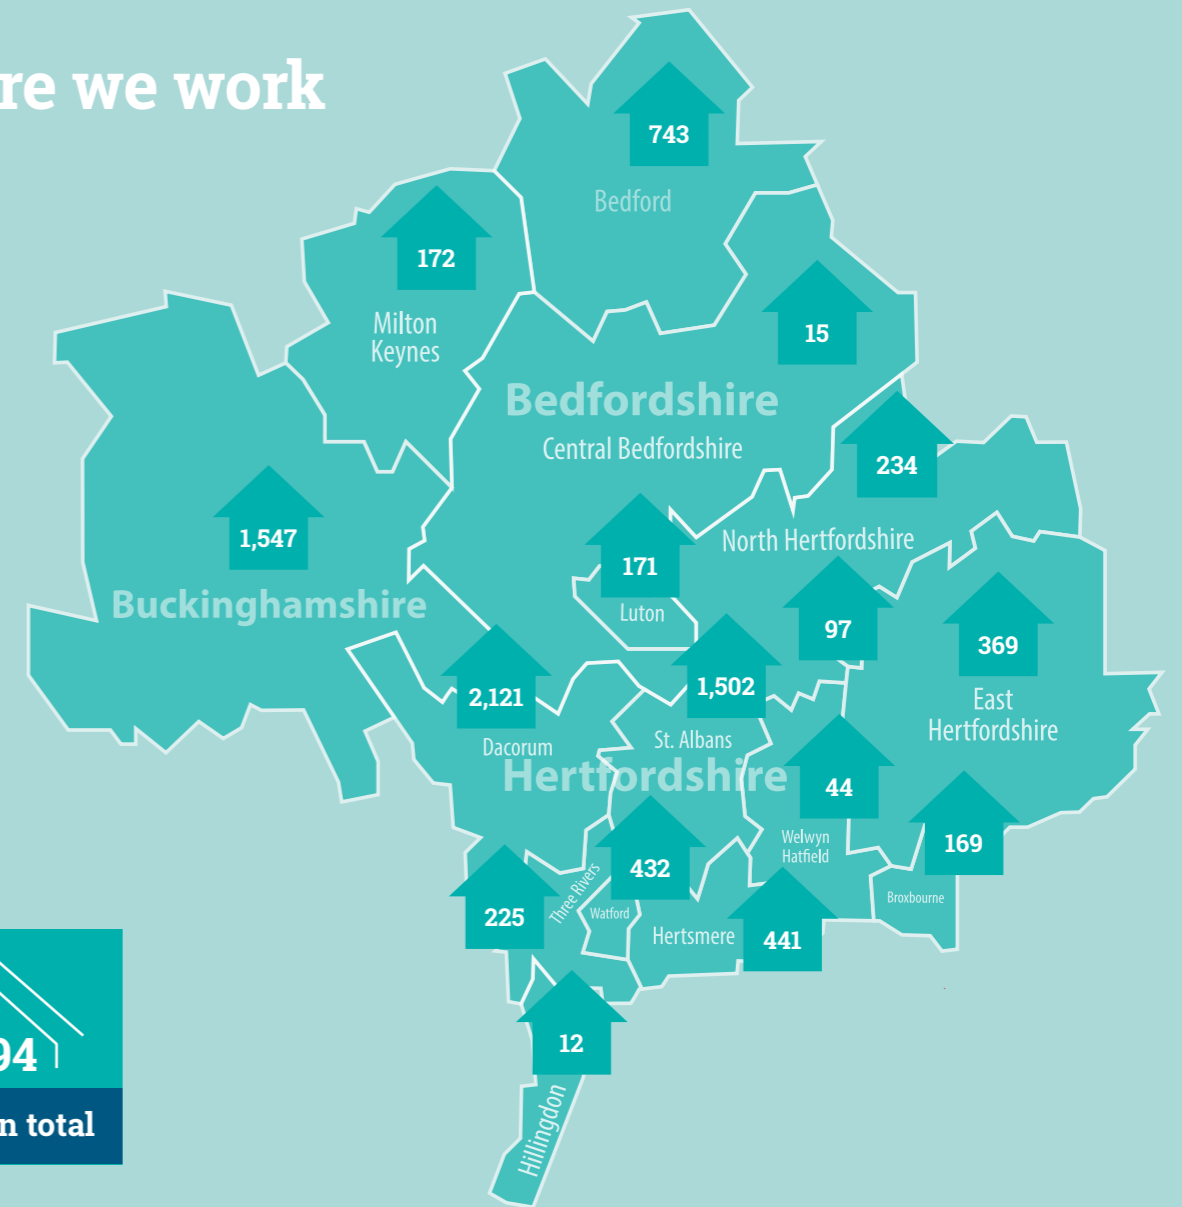 re we work
743
Bedford
172
Milton
Keynes
15
Bedfordshire
Central Bedfordshire
234
1,547
North Hertfordshire
171
Buckinghamshire
Luton
97
369
2,121
1,502
East
Hertfordshire
Dacorum
St. Albans
Hertfordshire
44
Welwyn
Hatfield
169
432
Three Rivers
Broxbourne
225
Watford
Hertsmere
441
12
94
n total
Hillingdon